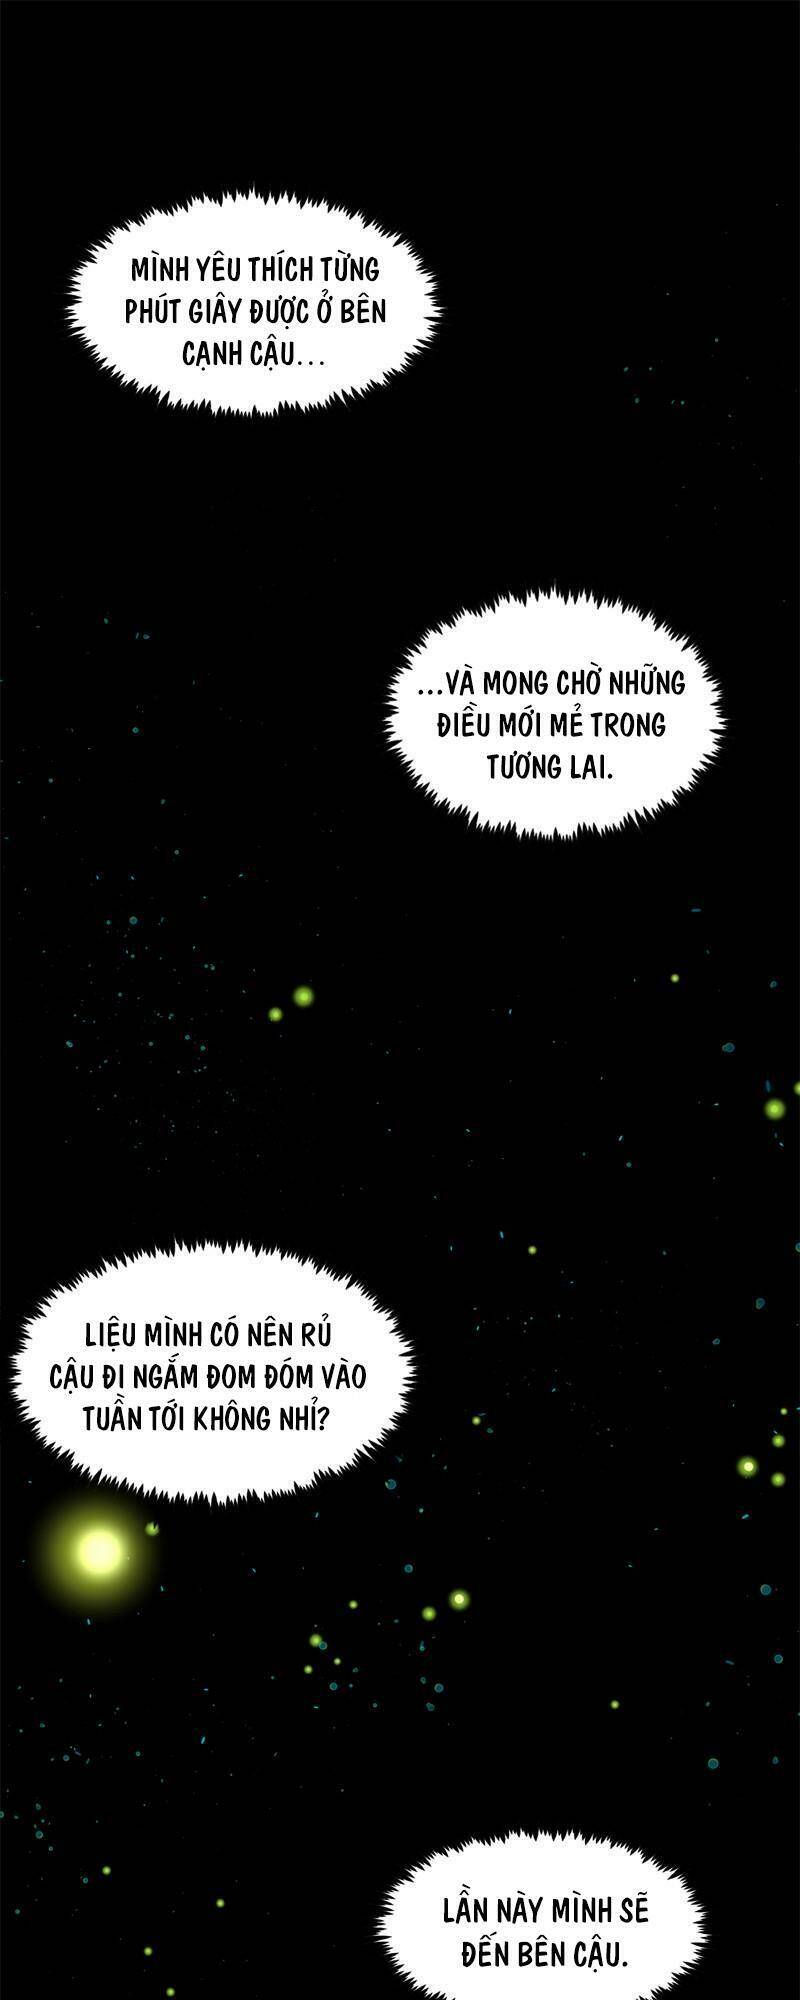 MÌNH YÊU THÍCH TỪNG
PHÚT GIÂY ĐƯỢC Ở BÊN
CẠNH CẬU...
...VÀ MONG CHỜ NHỮNG
ĐIỀU MỚI MẺ TRONG
TƯƠNG LAI.
LIỆU MÌNH CÓ NÊN RỦ
CẬU ĐI NGẮM ĐOM ĐÓM VÀO
TUẦN TỚI KHÔNG NHỈ?
LẦN NÀY MÌNH SẼ
ĐẾN BÊN CẬU.